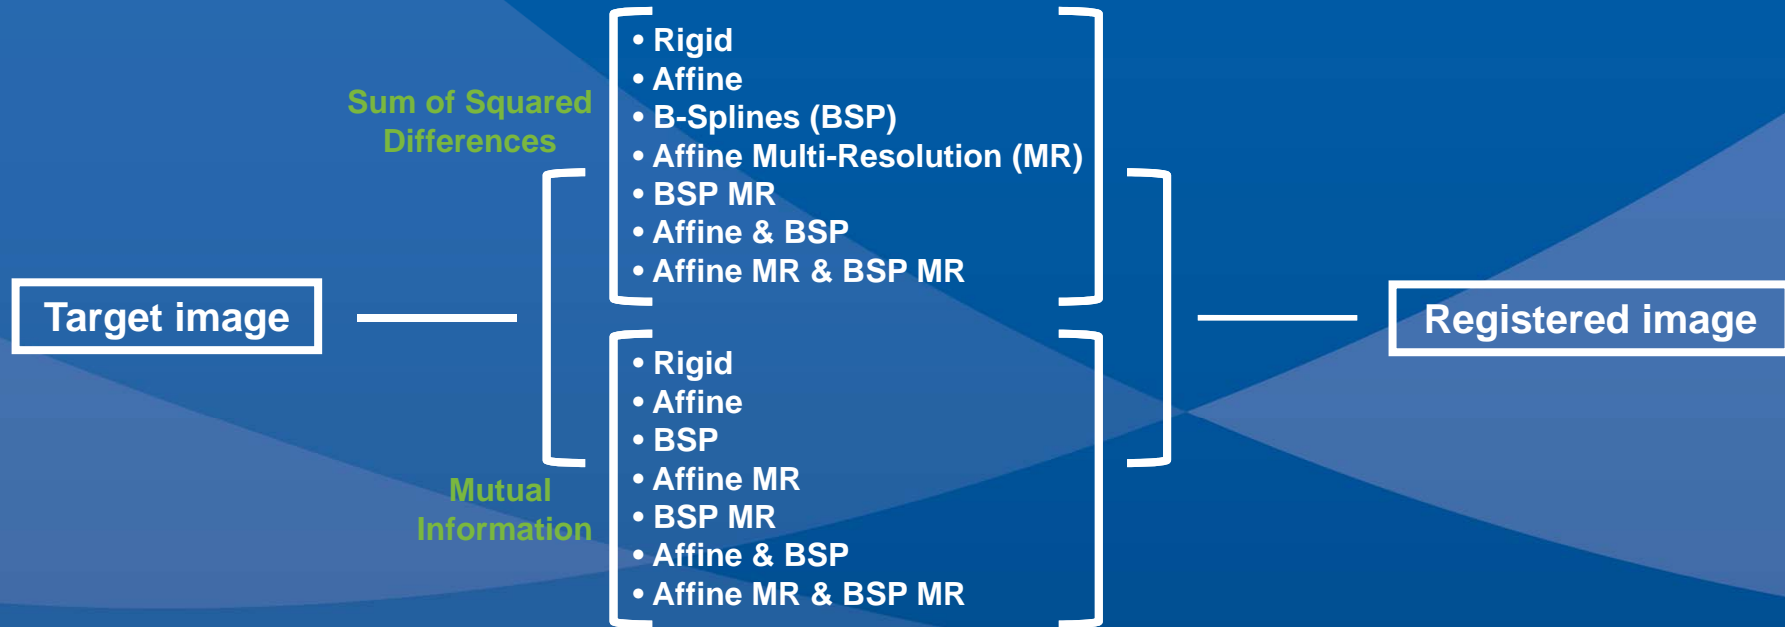 Target image
Sum of Squared
Differences
• Rigid
• Affine
• B-Splines (BSP)
• Affine Multi-Resolution (MR)
• BSP MR
• Affine & BSP
• Affine MR & BSP MR
Mutual
Information
• Rigid
• Affine
• BSP
• Affine MR
• BSP MR
• Affine & BSP
• Affine MR & BSP MR
Registered image